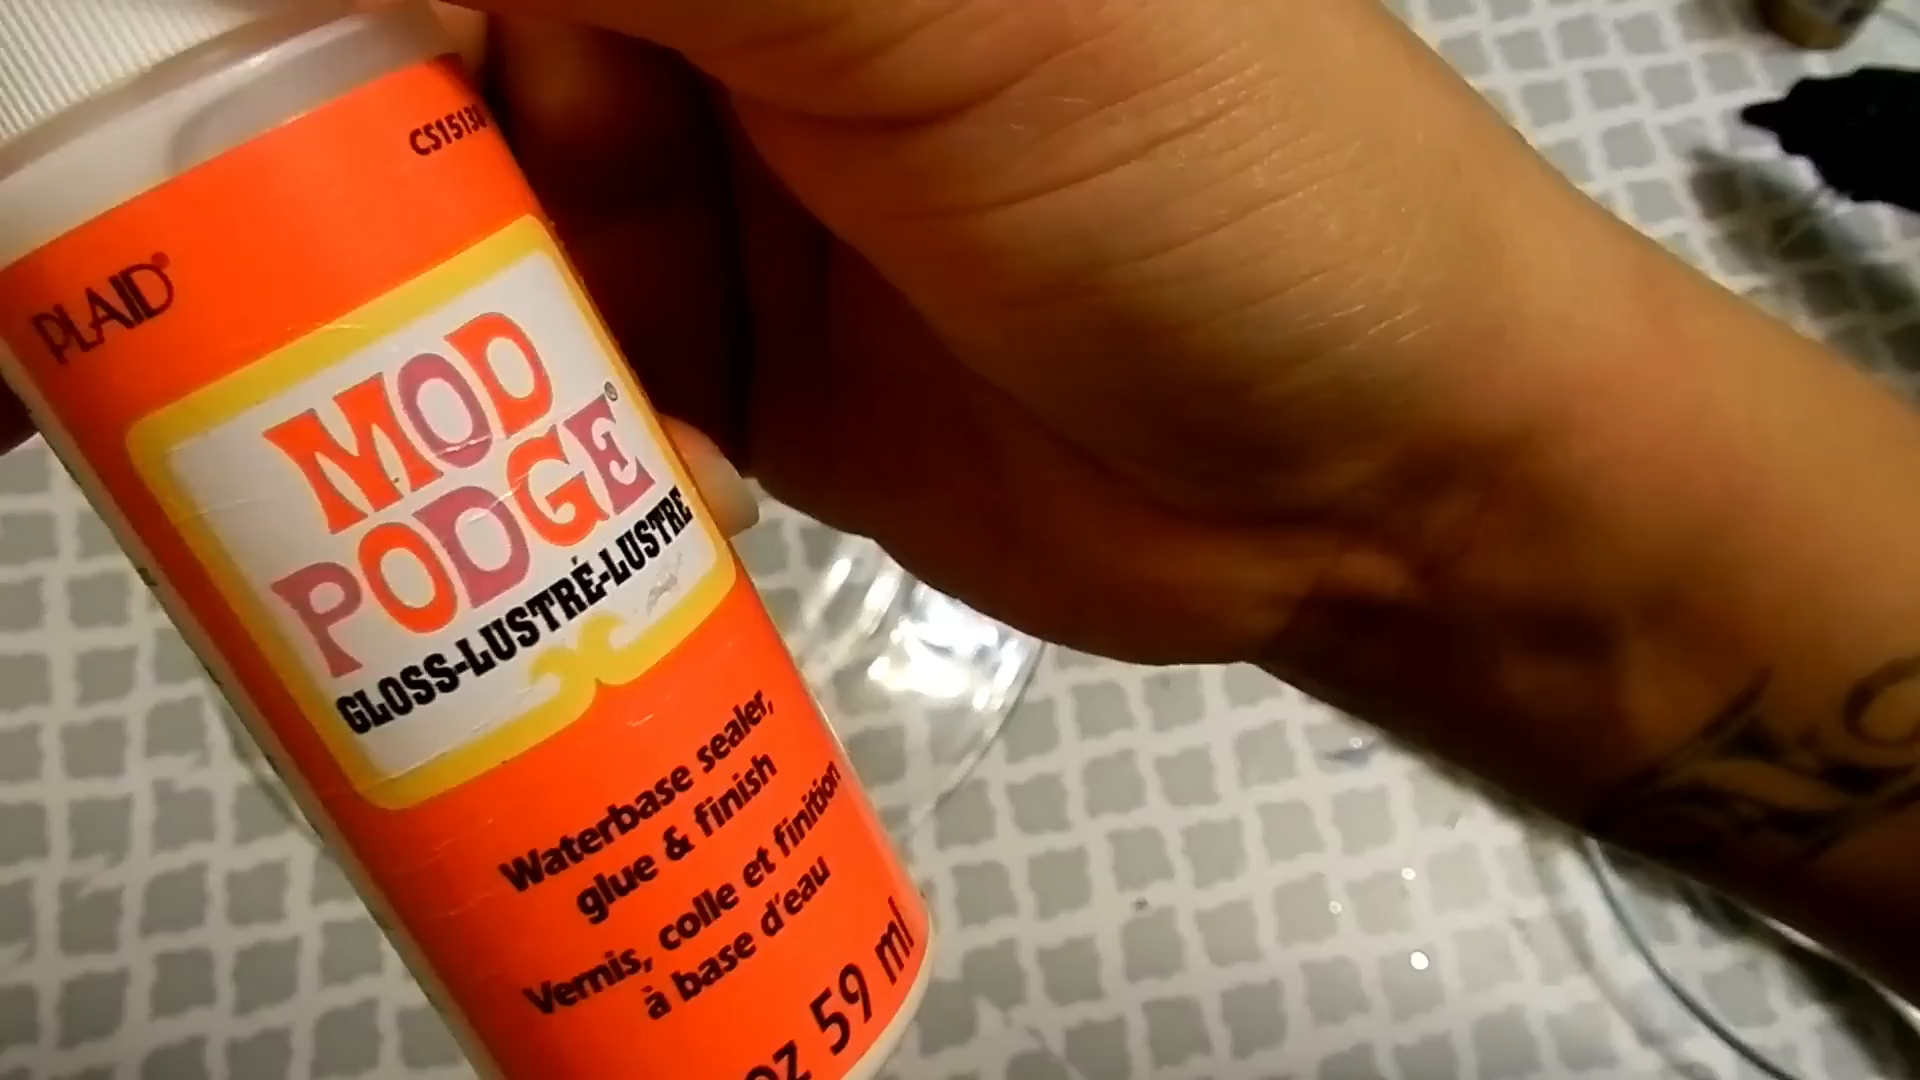 PLAID®
MOD
PODGE®
GLOSS-LUSTRÉ-LUSTRE
Waterbase sealer,
glue & finish
Vernis, colle et finition
à base d'eau
oz 59 ml